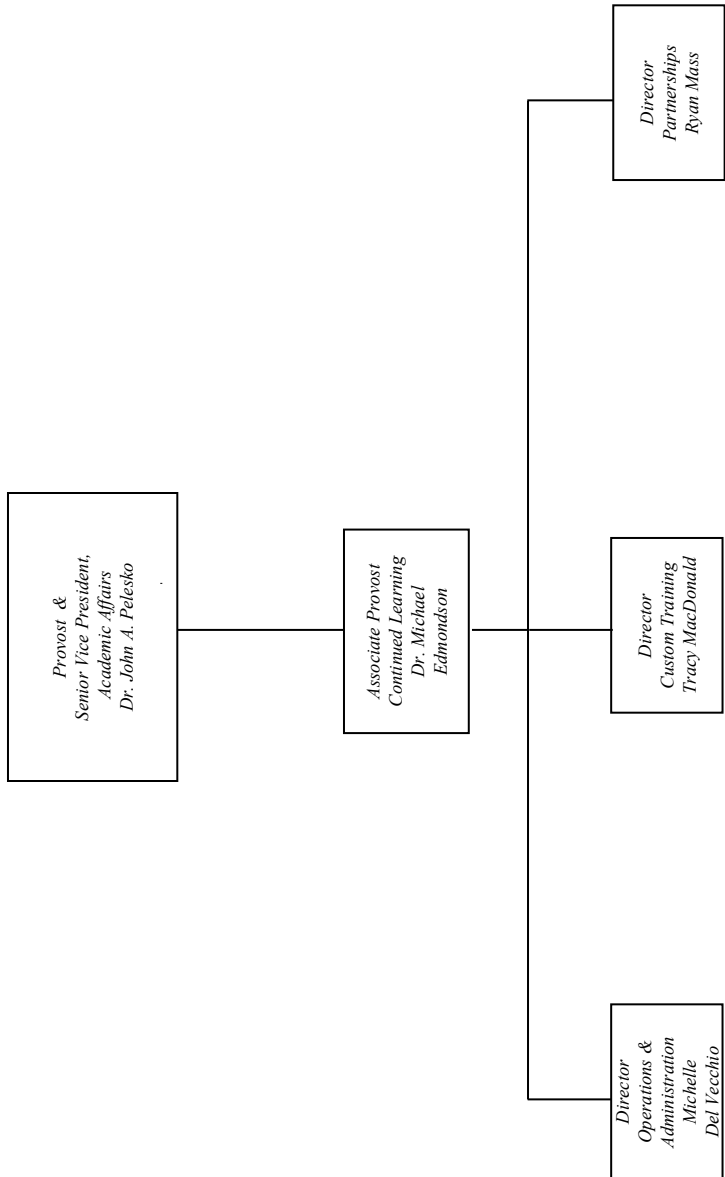 Provost &
Senior Vice President,
Academic Affairs
Dr. John A. Pelesko
.
Associate Provost
Continued Learning
Dr. Michael
Edmondson
Director
Operations &
Administration
Michelle
Del Vecchio
Director
Custom Training
Tracy MacDonald
Director
Partnerships
Ryan Mass